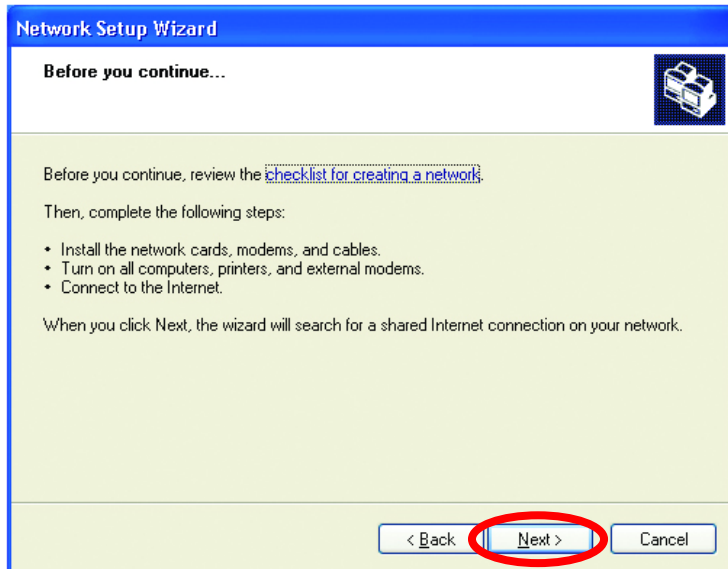 Network Setup Wizard
Before you continue...
Before you continue, review the checklist for creating a network.
Then, complete the following steps:
• Install the network cards, modems, and cables.
• Turn on all computers, printers, and external modems.
• Connect to the Internet.
When you click Next, the wizard will search for a shared Internet connection on your network.
< Back Next > Cancel